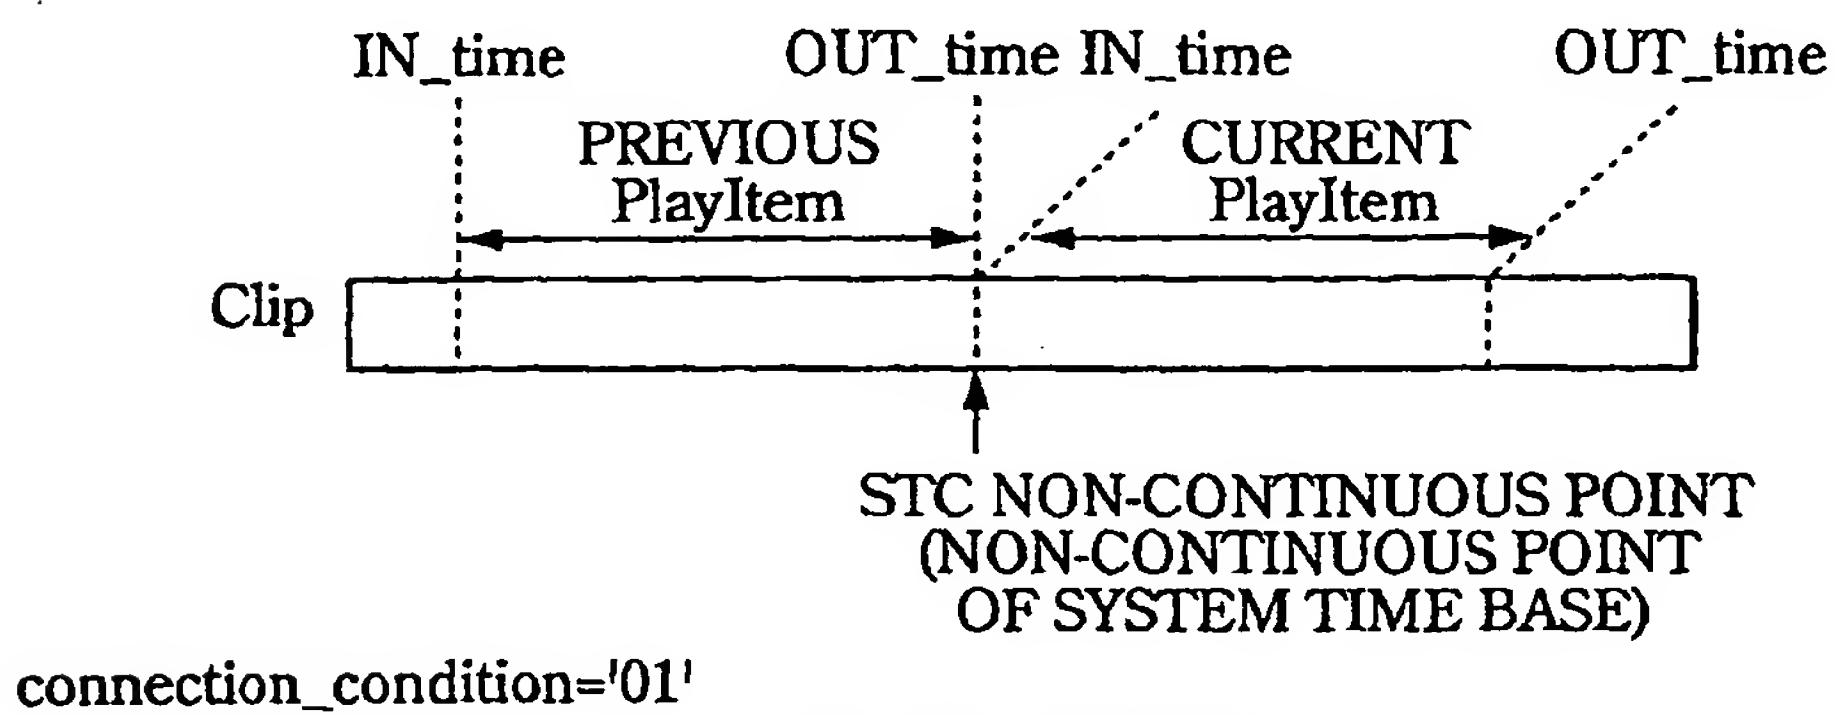 IN_time OUT_time IN_time OUT_time
PREVIOUS CURRENT
PlayItem PlayItem
Clip
STC NON-CONTINUOUS POINT
(NON-CONTINUOUS POINT
OF SYSTEM TIME BASE)
connection_condition='01'